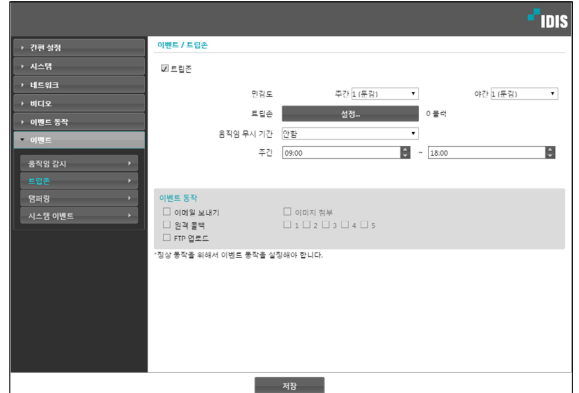 IDIS
간편 설정
시스템
네트워크
비디오
이벤트 동작
이벤트
움직임 감시
트립존
탬퍼링
시스템 이벤트
이벤트 / 트립존
트립존
민감도 주간 1 (둔감) 야간 1 (둔감)
트립존 설정... 0 블럭
움직임 무시 기간 안함
주간 09:00 ~ 18:00
이벤트 동작
이메일 보내기 이미지 첨부
원격 콜백 1 2 3 4 5
FTP 업로드
*정상 동작을 위해서 이벤트 동작을 설정해야 합니다.
저장